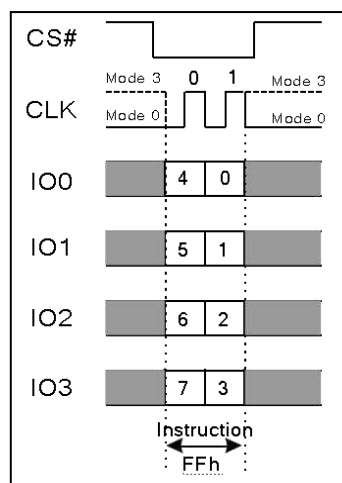 CS#
Mode 3 0 1 Mode 3
CLK
Mode 0 Mode 0
IO0 4 0
IO1 5 1
IO2 6 2
IO3 7 3
Instruction
FFh